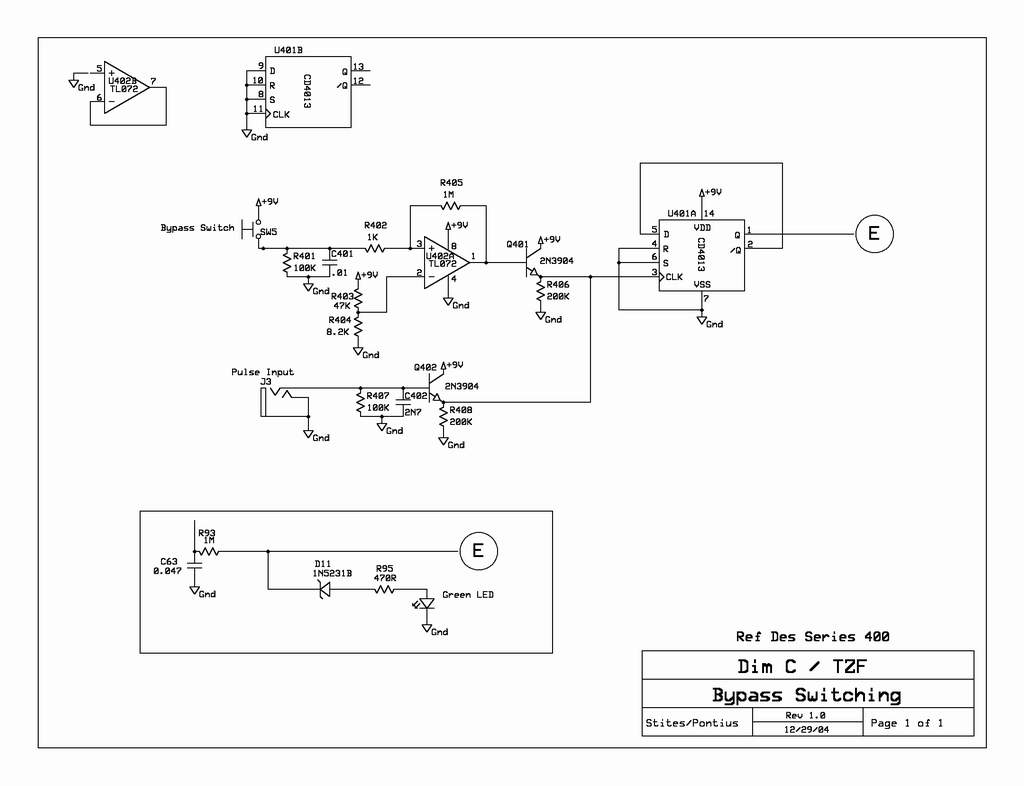 U401B
5
+
U402B
TL072
7
6
-
Gnd
9
D
10
R
8
S
11
CLK
CD4013
Q
13
/Q
12
Gnd
+9V
Bypass Switch
SW5
R401
100K
C401
.01
Gnd
R402
1K
R405
1M
+9V
3
+
8
U402A
TL072
1
2
-
4
Gnd
+9V
R403
47K
R404
8.2K
Gnd
Q401
+9V
2N3904
R406
200K
Gnd
+9V
U401A
14
VDD
5
D
4
R
6
S
3
CLK
CD4013
Q
1
/Q
2
VSS
7
Gnd
E
Pulse Input
J3
Gnd
R407
100K
C402
2N7
Gnd
Q402
+9V
2N3904
R408
200K
Gnd
R93
1M
C63
0.047
Gnd
E
D11
1N5231B
R95
470R
Green LED
Gnd
Ref Des Series 400
Dim C / TZF
Bypass Switching
Stites/Pontius
Rev 1.0
12/29/04
Page 1 of 1